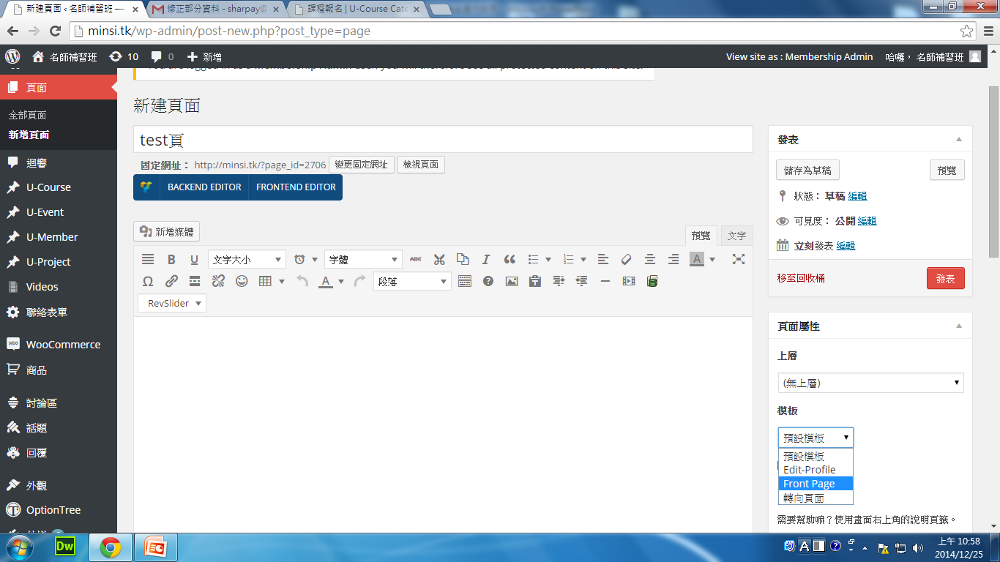 新建頁面 ‹ 名師補習班 —
修正部分資料 - sharpay@
課程報名 | U-Course Cate
minsi.tk/wp-admin/post-new.php?post_type=page
名師補習班
10
0
新增
View site as : Membership Admin
哈囉， 名師補習班
頁面
全部頁面
新增頁面
迴響
U-Course
U-Event
U-Member
U-Project
Videos
聯絡表單
WooCommerce
商品
討論區
話題
回覆
外觀
OptionTree
新建頁面
test頁
固定網址： http://minsi.tk/?page_id=2706 變更固定網址 檢視頁面
BACKEND EDITOR FRONTEND EDITOR
新增媒體
預覽 文字
B U 文字大小 字體 ABC I A
Ω A 段落
RevSlider
發表
儲存為草稿 預覽
狀態： 草稿 編輯
可見度： 公開 編輯
立刻發表 編輯
移至回收桶 發表
頁面屬性
上層
(無上層)
模板
預設模板
預設模板
Edit-Profile
Front Page
轉向頁面
需要幫助嘛？使用畫面右上角的說明頁籤。
Dw
A
上午 10:58
2014/12/25